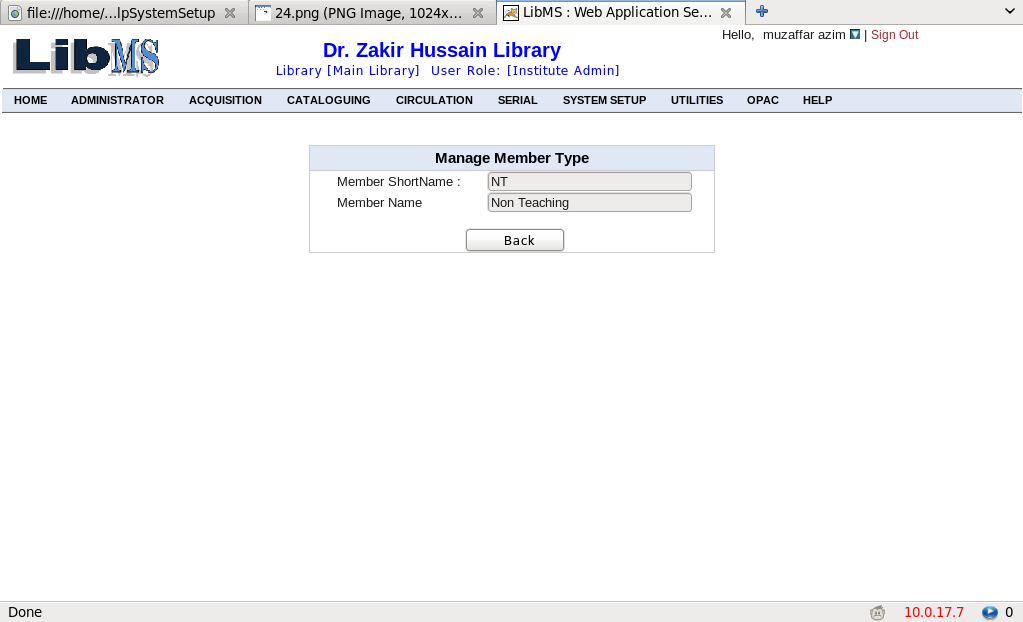 file:///home/...lpSystemSetup 24.png (PNG Image, 1024x... LibMS : Web Application Se...
LibMS
Hello, muzaffar azim | Sign Out
Dr. Zakir Hussain Library
Library [Main Library] User Role: [Institute Admin]
HOME ADMINISTRATOR ACQUISITION CATALOGUING CIRCULATION SERIAL SYSTEM SETUP UTILITIES OPAC HELP
Manage Member Type
Member ShortName : NT
Member Name Non Teaching
Back
Done 10.0.17.7 0